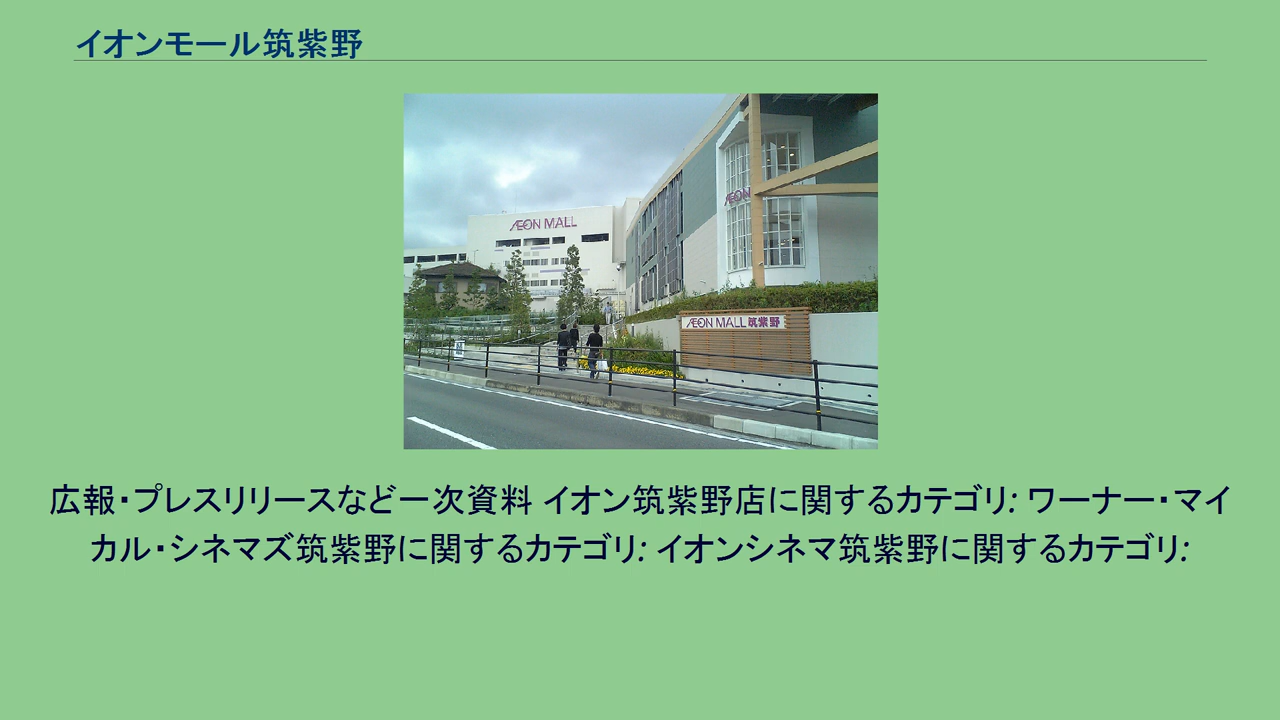 イオンモール筑紫野
ÆON MALL
ÆON
ÆON MALL 筑紫野
広報・プレスリリースなど一次資料 イオン筑紫野店に関するカテゴリ: ワーナー・マイ
カル・シネマズ筑紫野に関するカテゴリ: イオンシネマ筑紫野に関するカテゴリ: